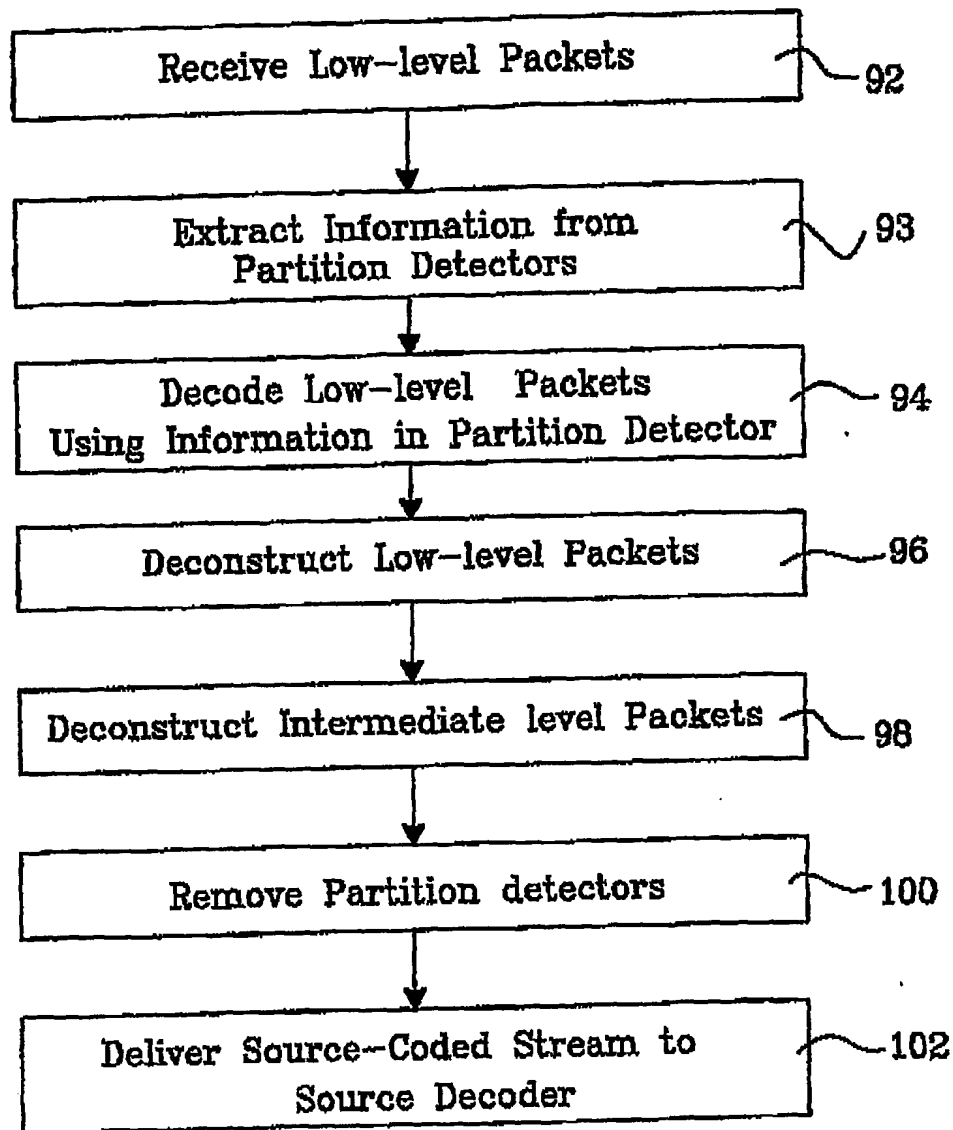 Receive Low-level Packets
92
Extract Information from
Partition Detectors
93
Decode Low-level Packets
Using Information in Partition Detector
94
Deconstruct Low-level Packets
96
Deconstruct Intermediate level Packets
98
Remove Partition detectors
100
Deliver Source-Coded Stream to
Source Decoder
102